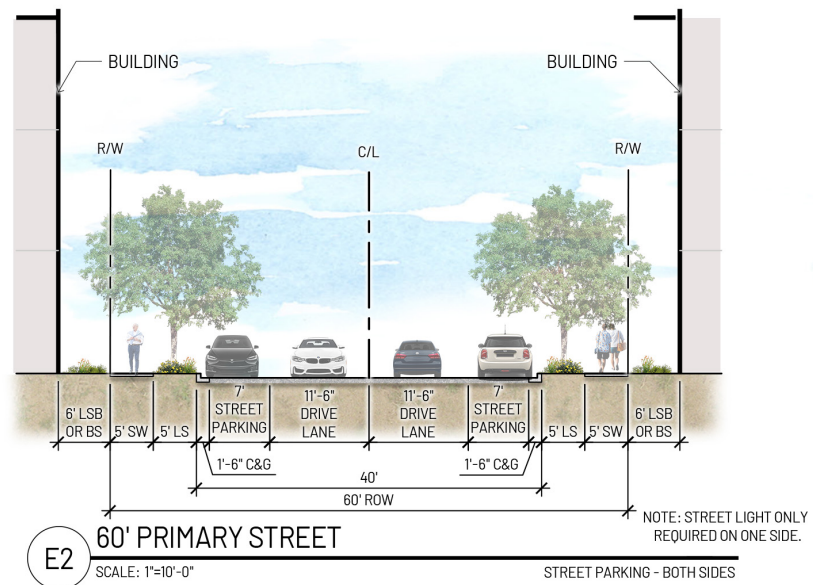 BUILDING
BUILDING
R/W
C/L
R/W
6' LSB
OR BS
5' SW
5' LS
7'
STREET
PARKING
11'-6"
DRIVE
LANE
11'-6"
DRIVE
LANE
7'
STREET
PARKING
5' LS
5' SW
6' LSB
OR BS
1'-6" C&G
1'-6" C&G
40'
60' ROW
NOTE: STREET LIGHT ONLY
REQUIRED ON ONE SIDE.
E2
60' PRIMARY STREET
SCALE: 1"=10'-0"
STREET PARKING - BOTH SIDES